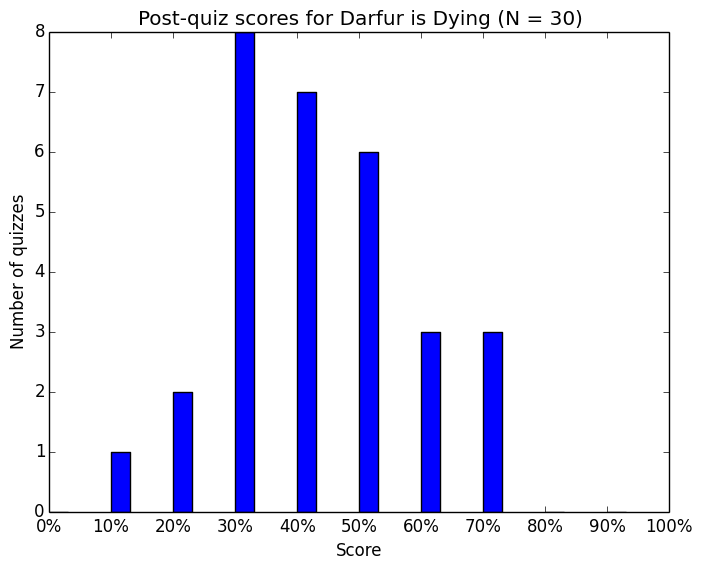 Post-quiz scores for Darfur is Dying (N = 30)
8
7
6
5
4
3
2
1
0
Number of quizzes
0% 10% 20% 30% 40% 50% 60% 70% 80% 90% 100%
Score